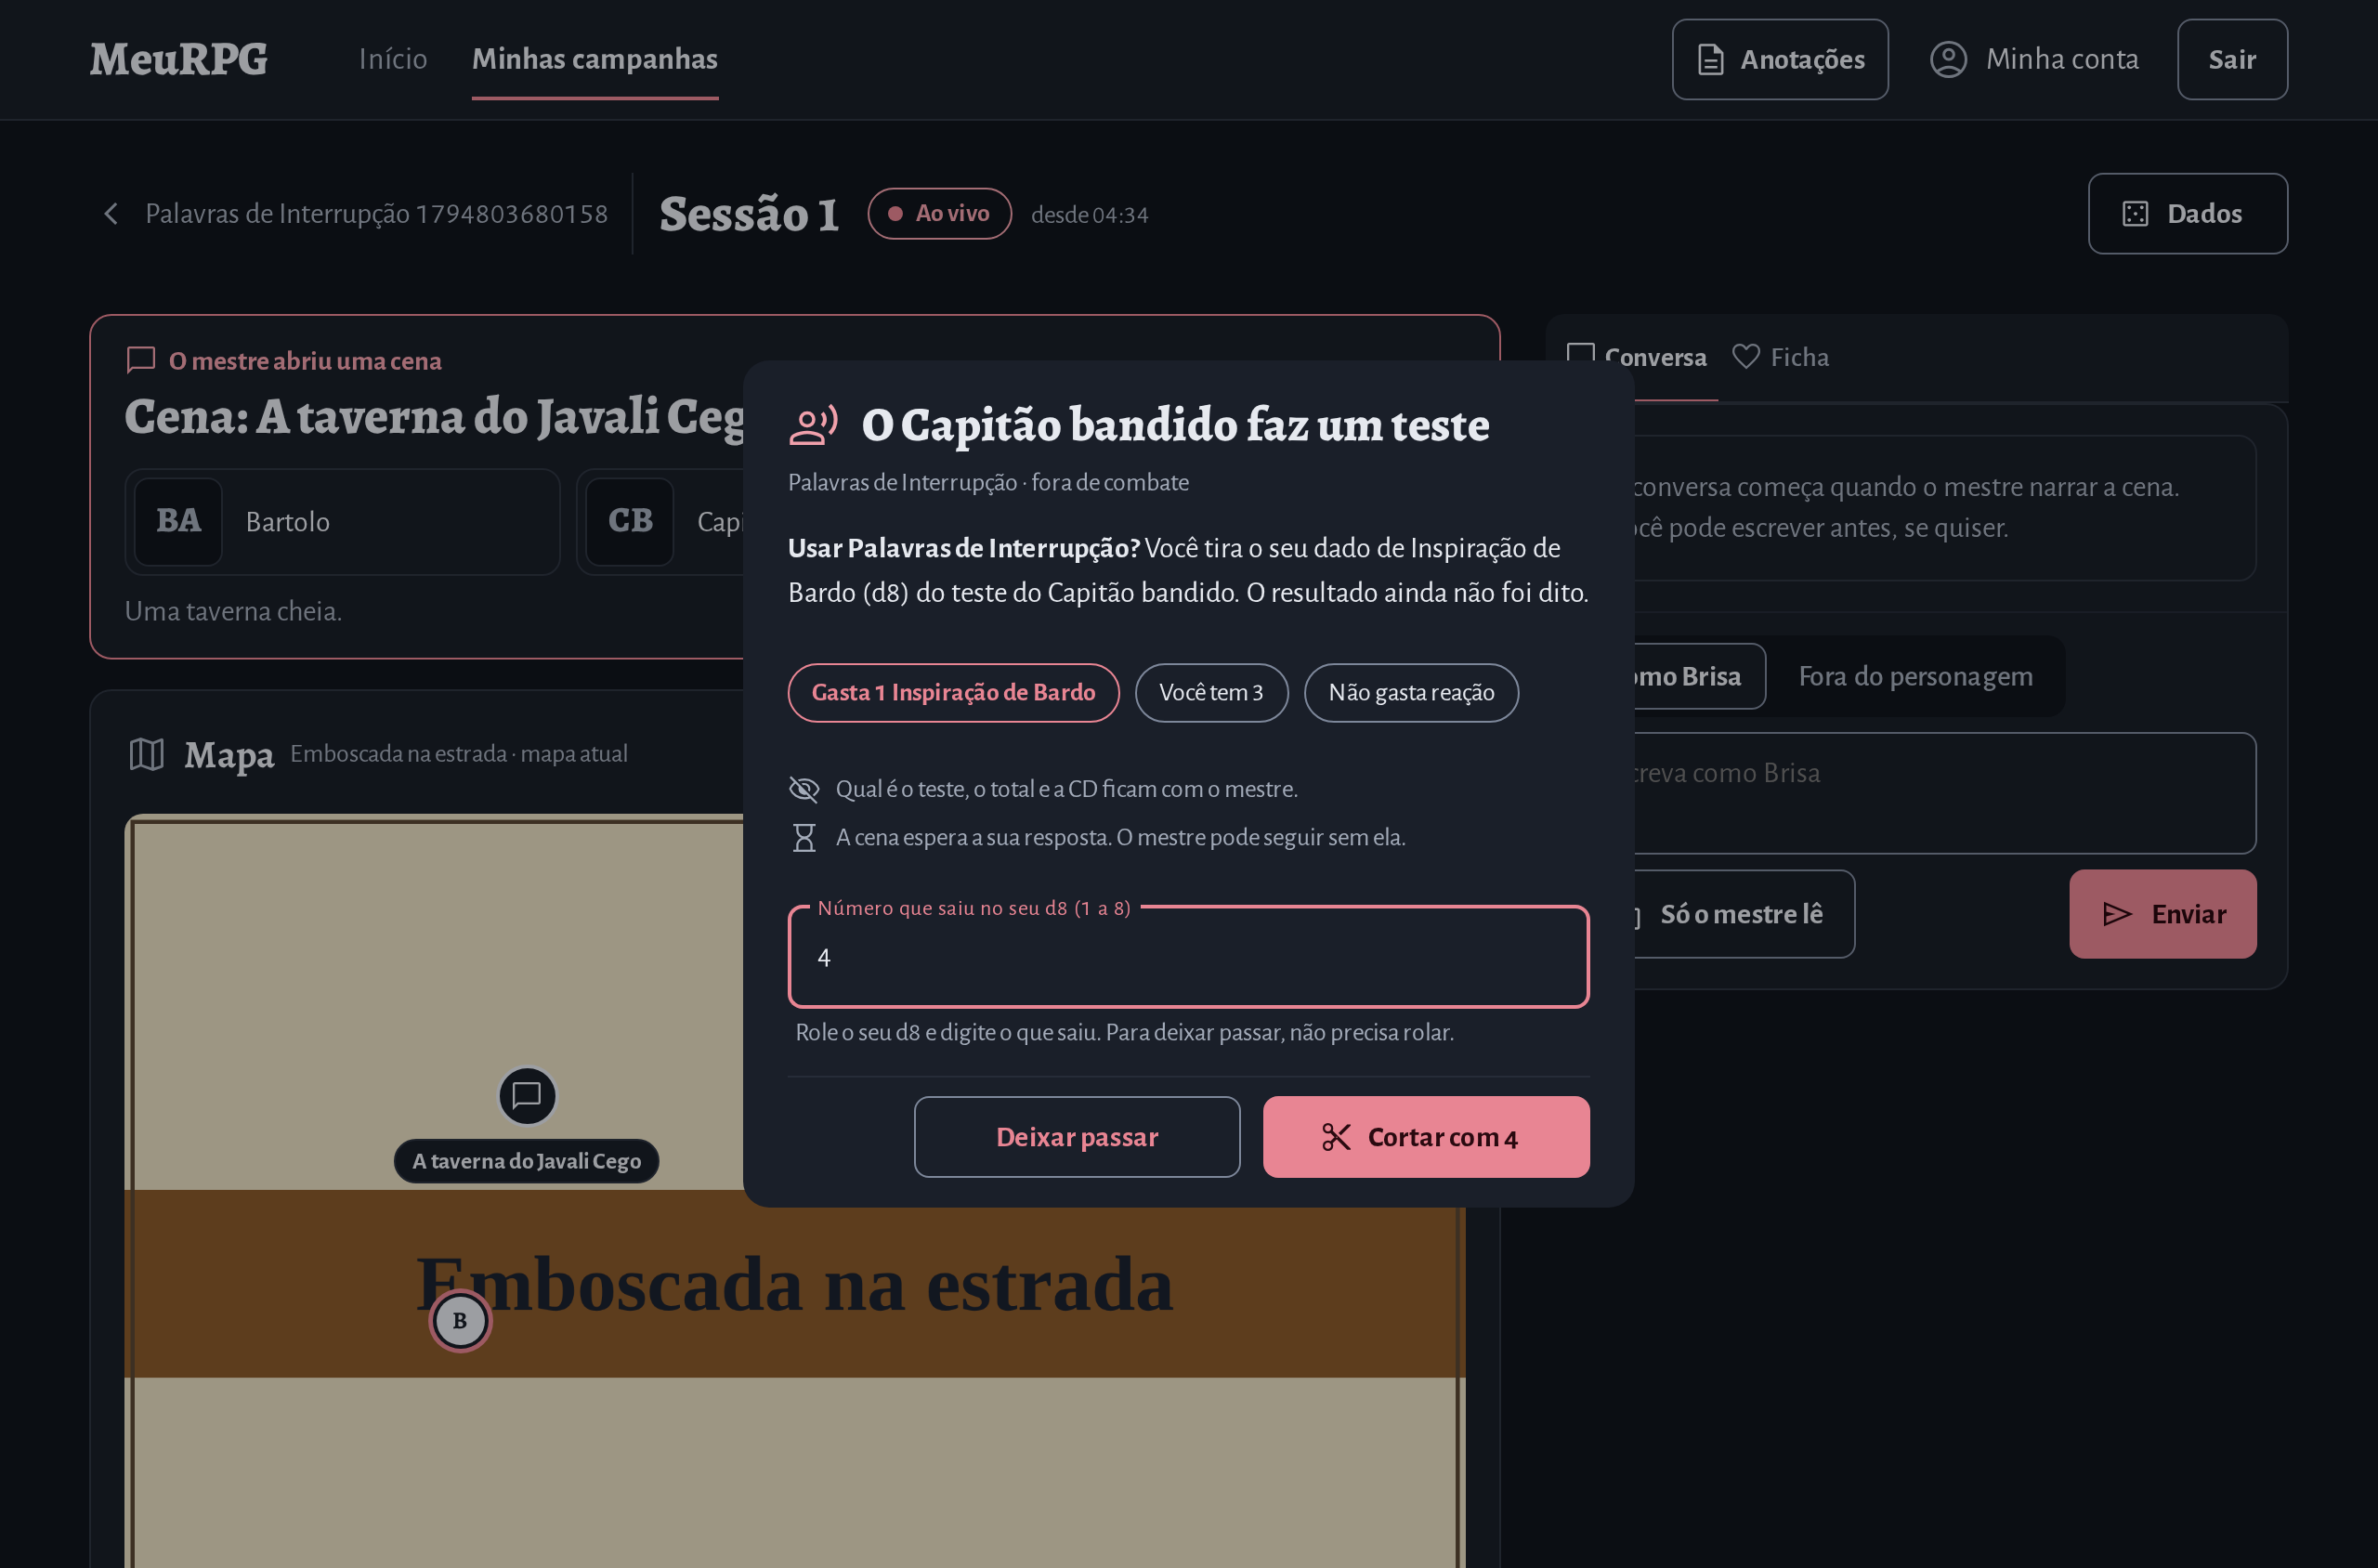 MeuRPG
Início
Minhas campanhas
Anotações
Minha conta
Sair
Palavras de Interrupção 1794803680158
Sessão 1
Ao vivo
desde 04:34
Dados
O mestre abriu uma cena
Cena: A taverna do Javali Ceg
BA
Bartolo
CB
Capi
Uma taverna cheia.
Mapa
Emboscada na estrada · mapa atual
A taverna do Javali Cego
Emboscada na estrada
B
O Capitão bandido faz um teste
Palavras de Interrupção · fora de combate
Usar Palavras de Interrupção? Você tira o seu dado de Inspiração de
Bardo (d8) do teste do Capitão bandido. O resultado ainda não foi dito.
Gasta 1 Inspiração de Bardo
Você tem 3
Não gasta reação
Qual é o teste, o total e a CD ficam com o mestre.
A cena espera a sua resposta. O mestre pode seguir sem ela.
Número que saiu no seu d8 (1 a 8)
4
Role o seu d8 e digite o que saiu. Para deixar passar, não precisa rolar.
Deixar passar
Cortar com 4
Conversa
Ficha
conversa começa quando o mestre narrar a cena.
ocê pode escrever antes, se quiser.
omo Brisa
Fora do personagem
creva como Brisa
Só o mestre lê
Enviar